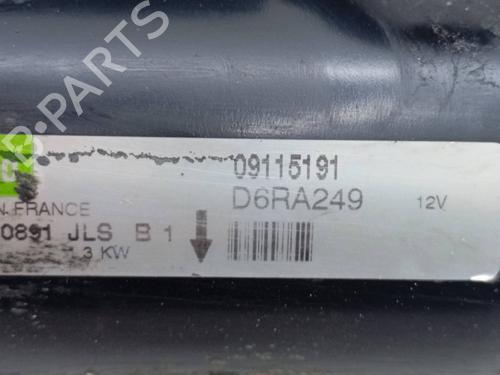 09115191
D6RA249 12V
N FRANCE
0891 JLS B 1
3 KW
B-PARTS